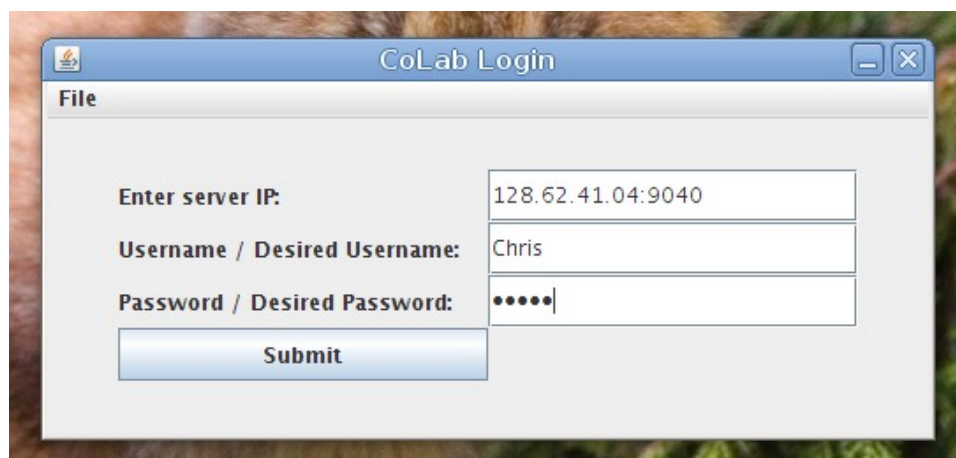 CoLab Login
File
Enter server IP: 128.62.41.04:9040
Username / Desired Username: Chris
Password / Desired Password: •••••
Submit